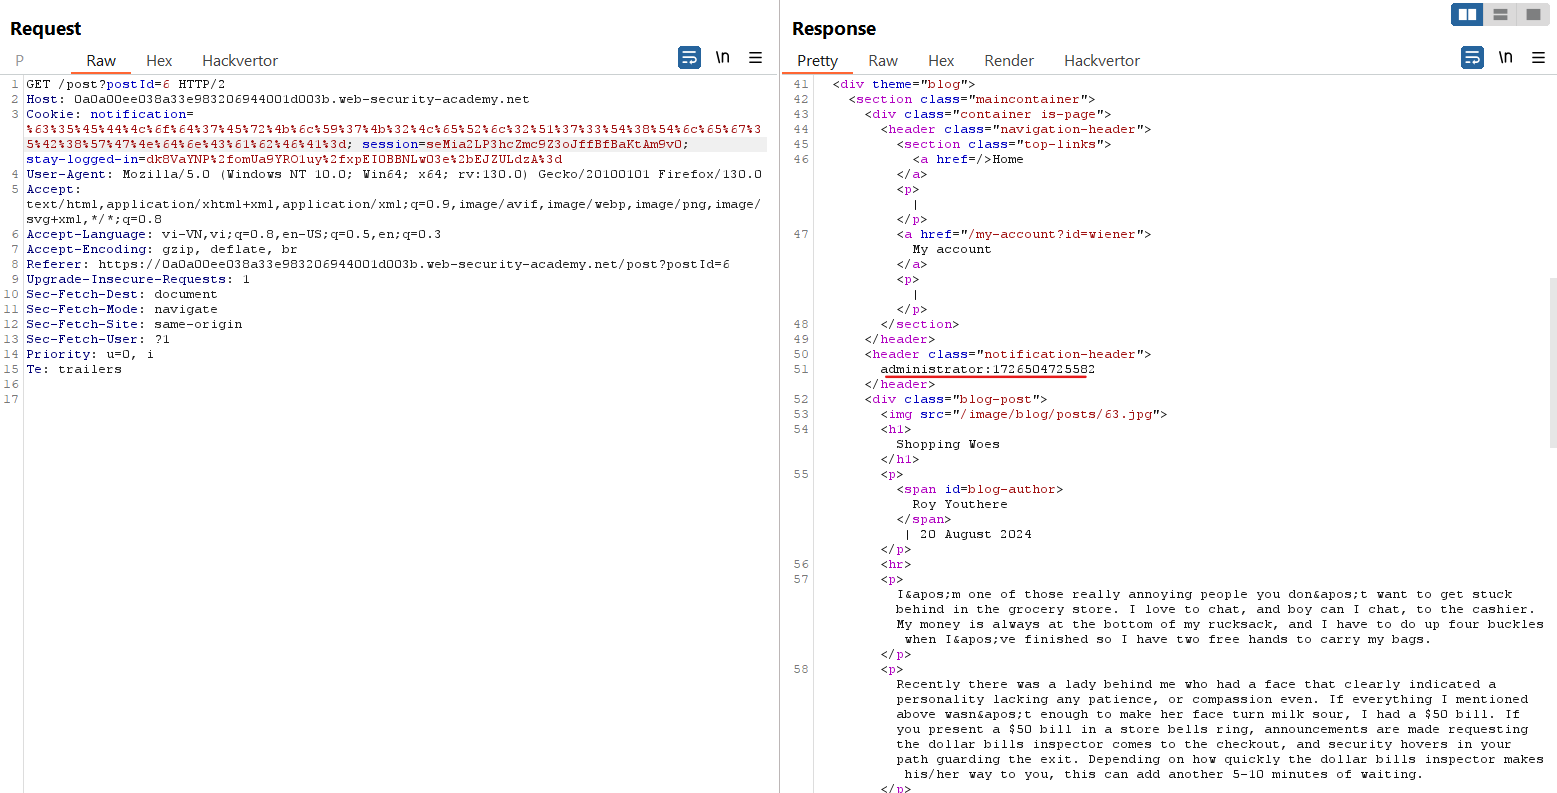 Request
P Raw Hex Hackvertor \n
1 GET /post?postId=6 HTTP/2
2 Host: 0a0a00ee038a33e983206944001d003b.web-security-academy.net
3 Cookie: notification=
%63%35%45%44%4c%6f%64%37%45%72%4b%6c%59%37%4b%32%4c%65%52%6c%32%51%37%33%54%38%54%6c%65%67%3
5%42%38%57%47%4e%64%6e%43%61%62%46%41%3d; session=seMia2LP3hcZmc9Z3oJffBfBaKtAm9vO;
stay-logged-in=dk8VaYNP%2fomUa9YRO1uy%2fxpEI0BBNLw03e%2bEJZULdzA%3d
4 User-Agent: Mozilla/5.0 (Windows NT 10.0; Win64; x64; rv:130.0) Gecko/20100101 Firefox/130.0
5 Accept:
text/html,application/xhtml+xml,application/xml;q=0.9,image/avif,image/webp,image/png,image/
svg+xml,*/*;q=0.8
6 Accept-Language: vi-VN,vi;q=0.8,en-US;q=0.5,en;q=0.3
7 Accept-Encoding: gzip, deflate, br
8 Referer: https://0a0a00ee038a33e983206944001d003b.web-security-academy.net/post?postId=6
9 Upgrade-Insecure-Requests: 1
10 Sec-Fetch-Dest: document
11 Sec-Fetch-Mode: navigate
12 Sec-Fetch-Site: same-origin
13 Sec-Fetch-User: ?1
14 Priority: u=0, i
15 Te: trailers
16
17
Response
Pretty Raw Hex Render Hackvertor \n
41 <div theme="blog">
42 <section class="maincontainer">
43 <div class="container is-page">
44 <header class="navigation-header">
45 <section class="top-links">
46 <a href=/>Home
</a>
<p>
|
</p>
47 <a href="/my-account?id=wiener">
My account
</a>
<p>
|
</p>
48 </section>
49 </header>
50 <header class="notification-header">
51 administrator:1726504725582
</header>
52 <div class="blog-post">
53 <img src="/image/blog/posts/63.jpg">
54 <h1>
Shopping Woes
</h1>
55 <p>
<span id=blog-author>
Roy Youthere
</span>
| 20 August 2024
</p>
56 <hr>
57 <p>
I&apos;m one of those really annoying people you don&apos;t want to get stuck
behind in the grocery store. I love to chat, and boy can I chat, to the cashier.
My money is always at the bottom of my rucksack, and I have to do up four buckles
when I&apos;ve finished so I have two free hands to carry my bags.
</p>
58 <p>
Recently there was a lady behind me who had a face that clearly indicated a
personality lacking any patience, or compassion even. If everything I mentioned
above wasn&apos;t enough to make her face turn milk sour, I had a $50 bill. If
you present a $50 bill in a store bells ring, announcements are made requesting
the dollar bills inspector comes to the checkout, and security hovers in your
path guarding the exit. Depending on how quickly the dollar bills inspector makes
his/her way to you, this can add another 5-10 minutes of waiting.
</p>